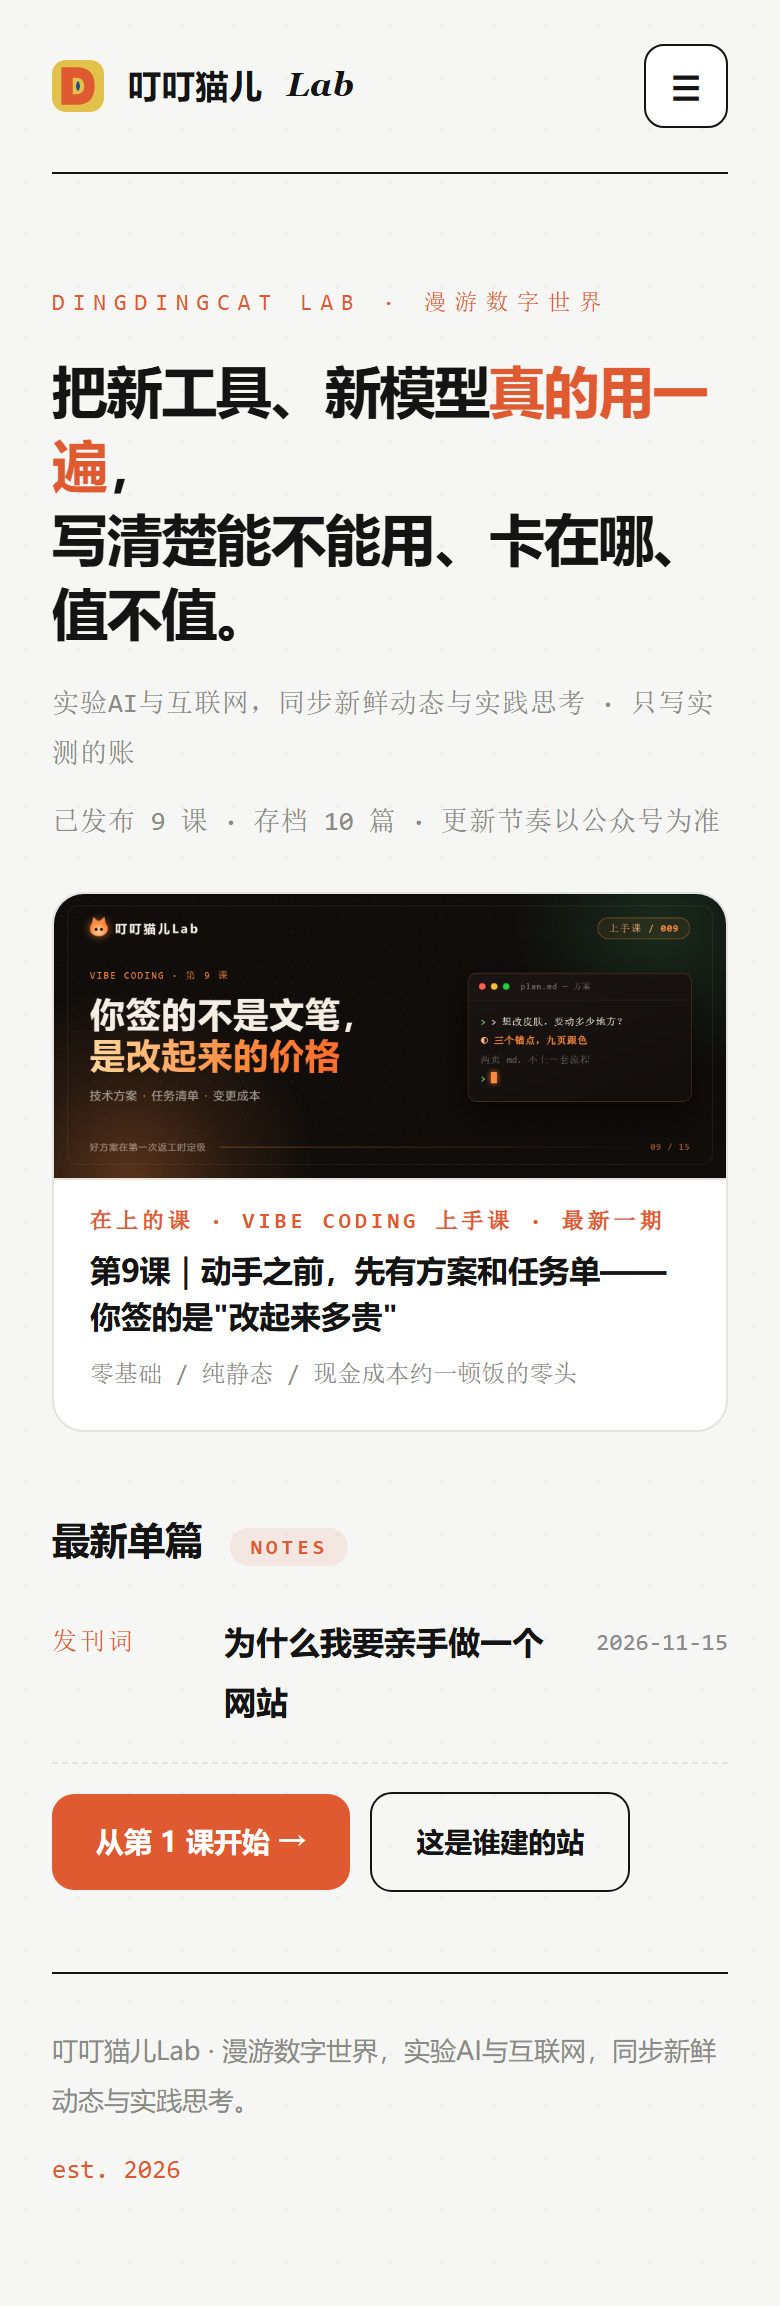 D 叮叮猫儿 Lab
☰
DINGDINGCAT LAB · 漫游数字世界
把新工具、新模型真的用一
遍，
写清楚能不能用、卡在哪、
值不值。
实验AI与互联网，同步新鲜动态与实践思考 · 只写实
测的账
已发布 9 课 · 存档 10 篇 · 更新节奏以公众号为准
叮叮猫儿Lab
上手课 / 009
VIBE CODING · 第 9 课
你签的不是文笔，
是改起来的价格
技术方案 · 任务清单 · 变更成本
plan.md — 方案
› > 想改皮肤，要动多少地方？
◐ 三个锚点，九页跟色
两页 md，不上一套流程
›
好方案在第一次返工时定级
09 / 15
在上的课 · VIBE CODING 上手课 · 最新一期
第9课｜动手之前，先有方案和任务单——
你签的是"改起来多贵"
零基础 / 纯静态 / 现金成本约一顿饭的零头
最新单篇 NOTES
发刊词 为什么我要亲手做一个 2026-11-15
网站
从第 1 课开始 →
这是谁建的站
叮叮猫儿Lab · 漫游数字世界，实验AI与互联网，同步新鲜
动态与实践思考。
est. 2026